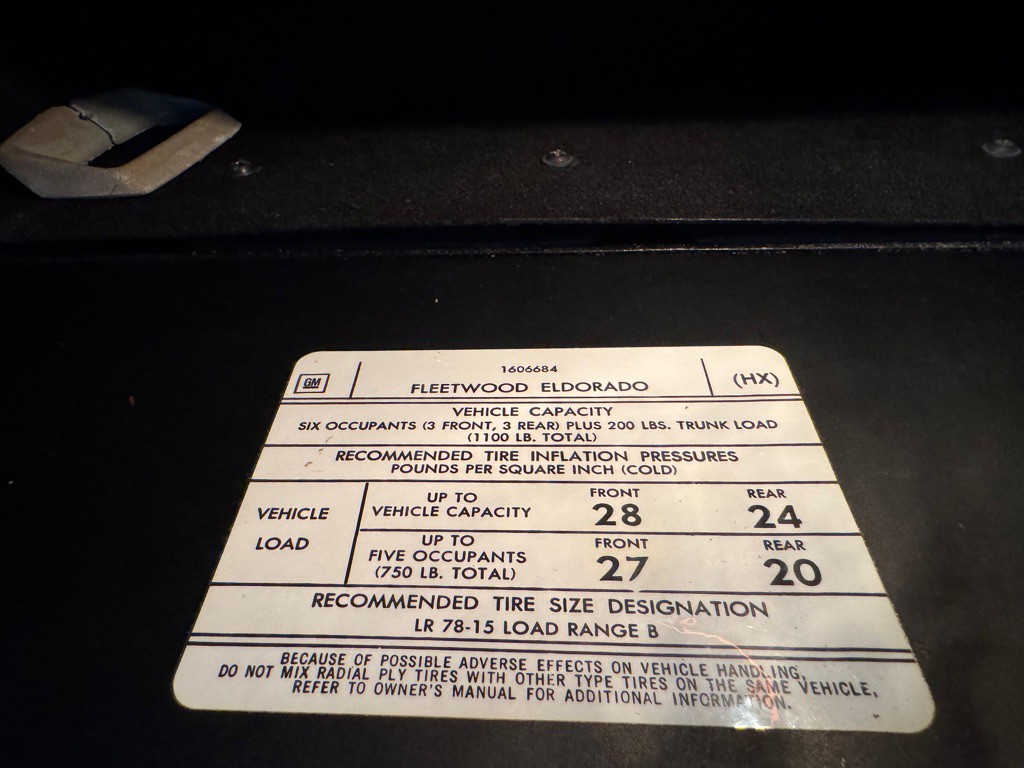 1606684
GM FLEETWOOD ELDORADO (HX)
VEHICLE CAPACITY
SIX OCCUPANTS (3 FRONT, 3 REAR) PLUS 200 LBS. TRUNK LOAD
(1100 LB. TOTAL)
RECOMMENDED TIRE INFLATION PRESSURES
POUNDS PER SQUARE INCH (COLD)
VEHICLE
LOAD
UP TO
VEHICLE CAPACITY
FRONT
28
REAR
24
UP TO
FIVE OCCUPANTS
(750 LB. TOTAL)
FRONT
27
REAR
20
RECOMMENDED TIRE SIZE DESIGNATION
LR 78-15 LOAD RANGE B
BECAUSE OF POSSIBLE ADVERSE EFFECTS ON VEHICLE HANDLING,
DO NOT MIX RADIAL PLY TIRES WITH OTHER TYPE TIRES ON THE SAME VEHICLE,
REFER TO OWNER'S MANUAL FOR ADDITIONAL INFORMATION.